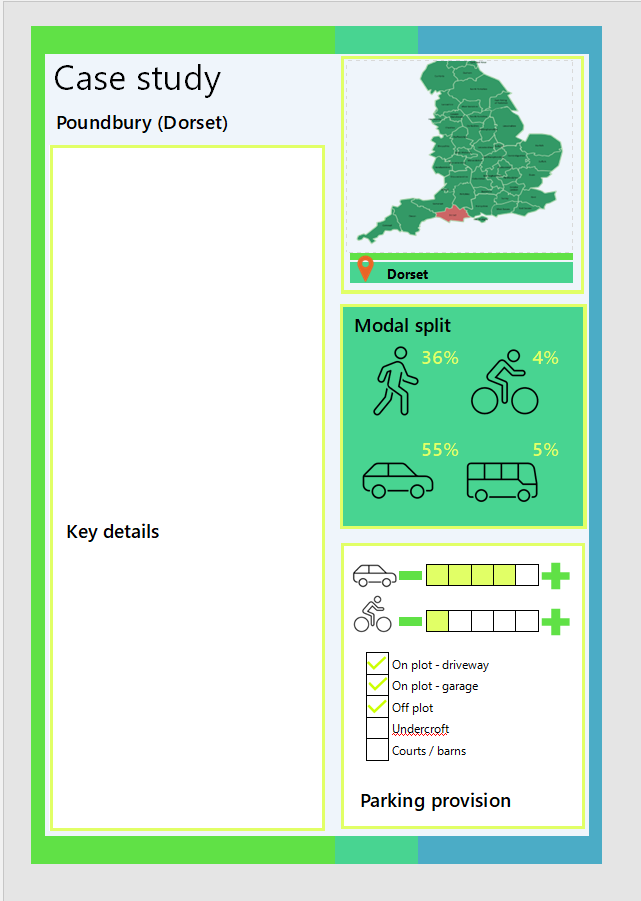 Case study
Poundbury (Dorset)
Key details
Dorset
Modal split
36%
4%
55%
5%
On plot - driveway
On plot - garage
Off plot
Undercroft
Courts / barns
Parking provision